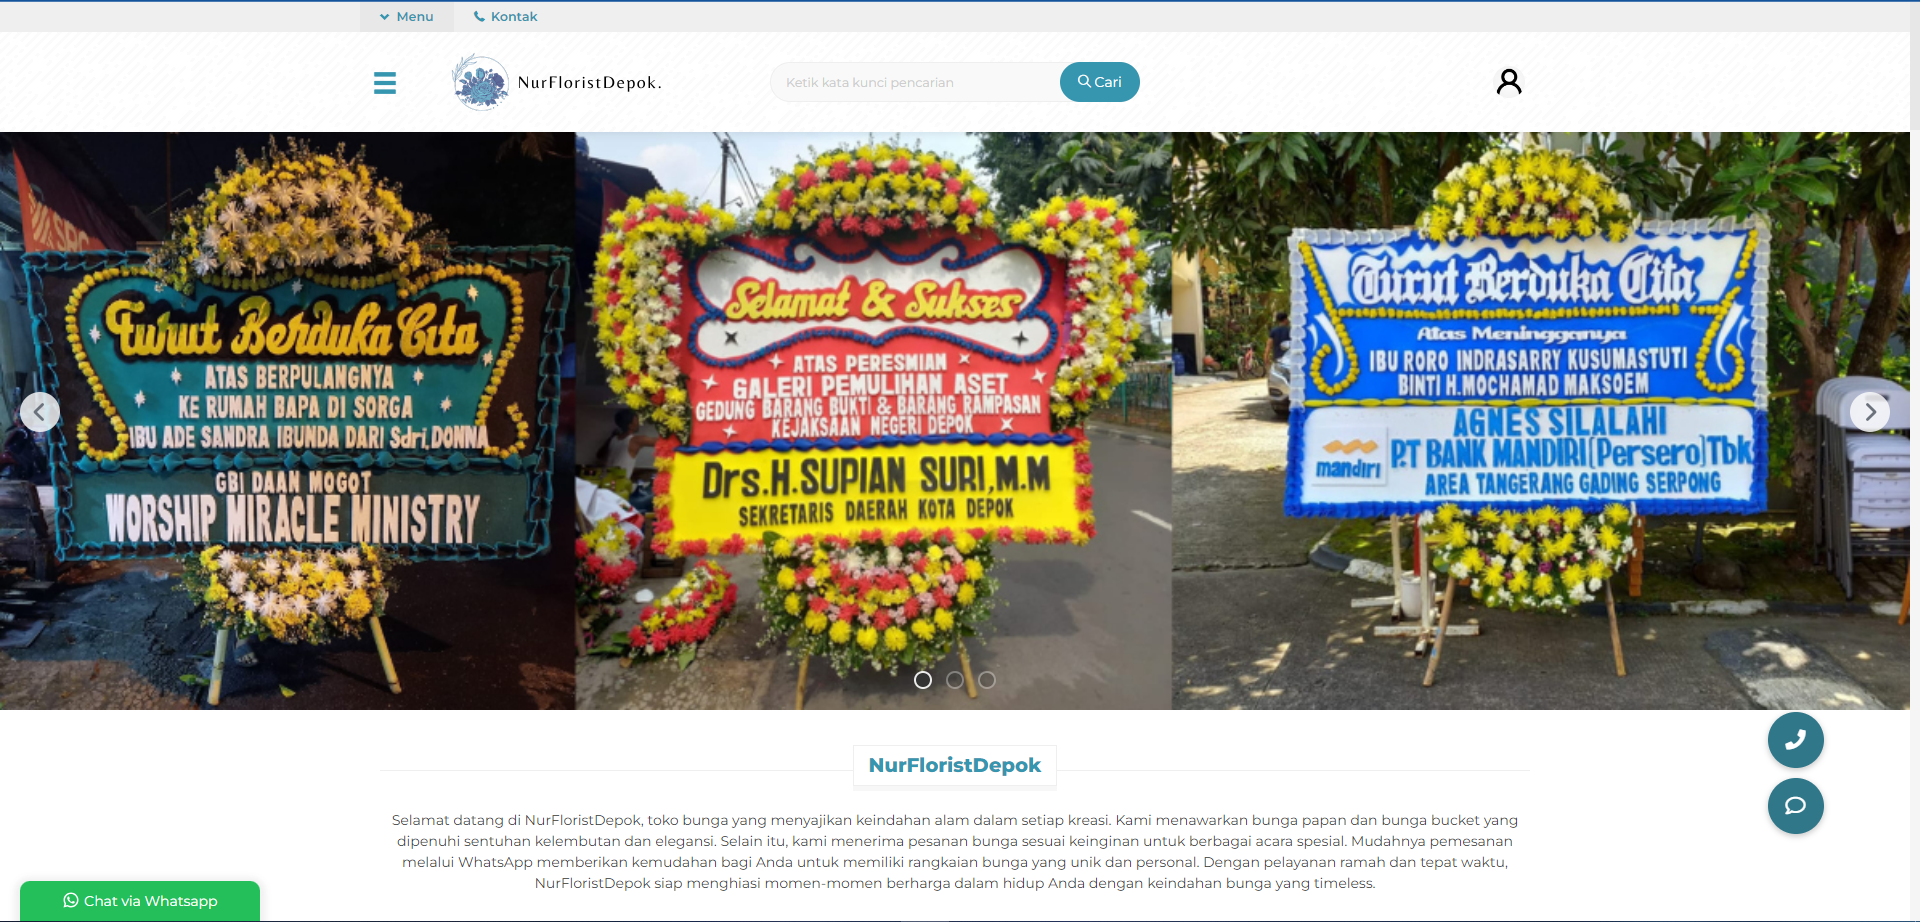 Menu
Kontak
NurFloristDepok.
Ketik kata kunci pencarian
Cari
Turut Berduka Cita
ATAS BERPULANGNYA
KE RUMAH BAPA DI SORGA
IBU ADE SANDRA IBUNDA DARI Sdri.DONNA
GBI DAAN MOGOT
WORSHIP MIRACLE MINISTRY
Selamat & Sukses
ATAS PERESMIAN
GALERI PEMULIHAN ASET
GEDUNG BARANG BUKTI & BARANG RAMPASAN
KEJAKSAAN NEGERI DEPOK
Drs.H.SUPIAN SURI,M.M
SEKRETARIS DAERAH KOTA DEPOK
Turut Berduka Cita
Atas Meninggalnya
IBU RORO INDRASARRY KUSUMASTUTI
BINTI H.MOCHAMAD MAKSOEM
AGNES SILALAHI
mandiri
P.T BANK MANDIRI(Persero)Tbk
AREA TANGERANG GADING SERPONG
NurFloristDepok
Selamat datang di NurFloristDepok, toko bunga yang menyajikan keindahan alam dalam setiap kreasi. Kami menawarkan bunga papan dan bunga bucket yang
dipenuhi sentuhan kelembutan dan elegansi. Selain itu, kami menerima pesanan bunga sesuai keinginan untuk berbagai acara spesial. Mudahnya pemesanan
melalui WhatsApp memberikan kemudahan bagi Anda untuk memiliki rangkaian bunga yang unik dan personal. Dengan pelayanan ramah dan tepat waktu,
NurFloristDepok siap menghiasi momen-momen berharga dalam hidup Anda dengan keindahan bunga yang timeless.
Chat via Whatsapp